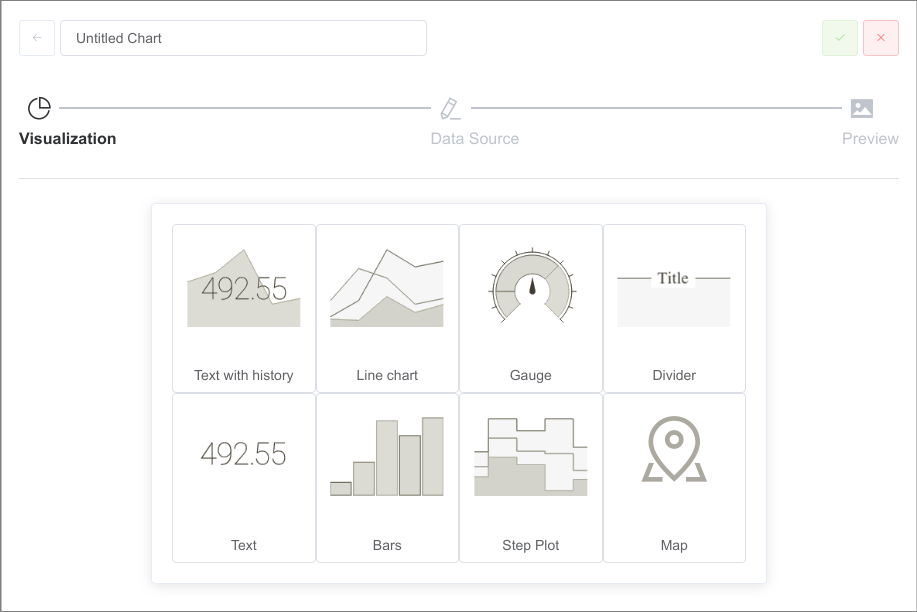 Untitled Chart
Visualization
Data Source
Preview
492.55
Title
Text with history
Line chart
Gauge
Divider
492.55
Text
Bars
Step Plot
Map